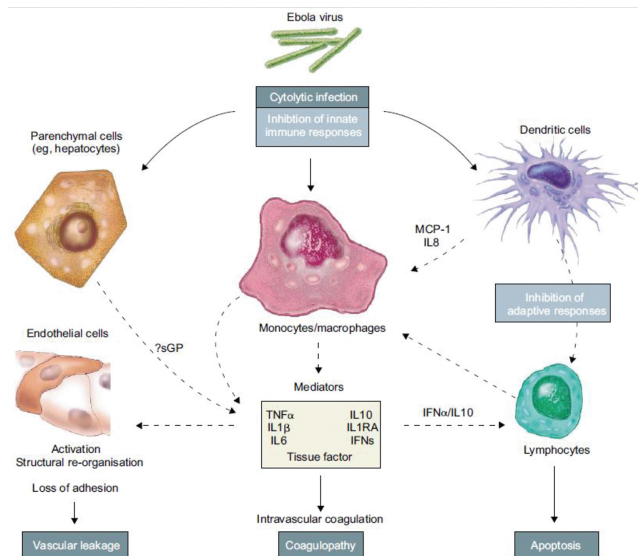 Ebola virus
Cytolytic infection
Inhibtion of innate
immune responses
Parenchymal cells
(eg, hepatocytes)
Dendritic cells
MCP-1
IL8
Monocytes/macrophages
Inhibition of
adaptive responses
Endothelial cells
?sGP
Mediators
TNFα IL10
IL1β IL1RA
IL6 IFNs
Tissue factor
IFNα/IL10
Lymphocytes
Activation
Structural re-organisation
Loss of adhesion
Intravascular coagulation
Vascular leakage
Coagulopathy
Apoptosis